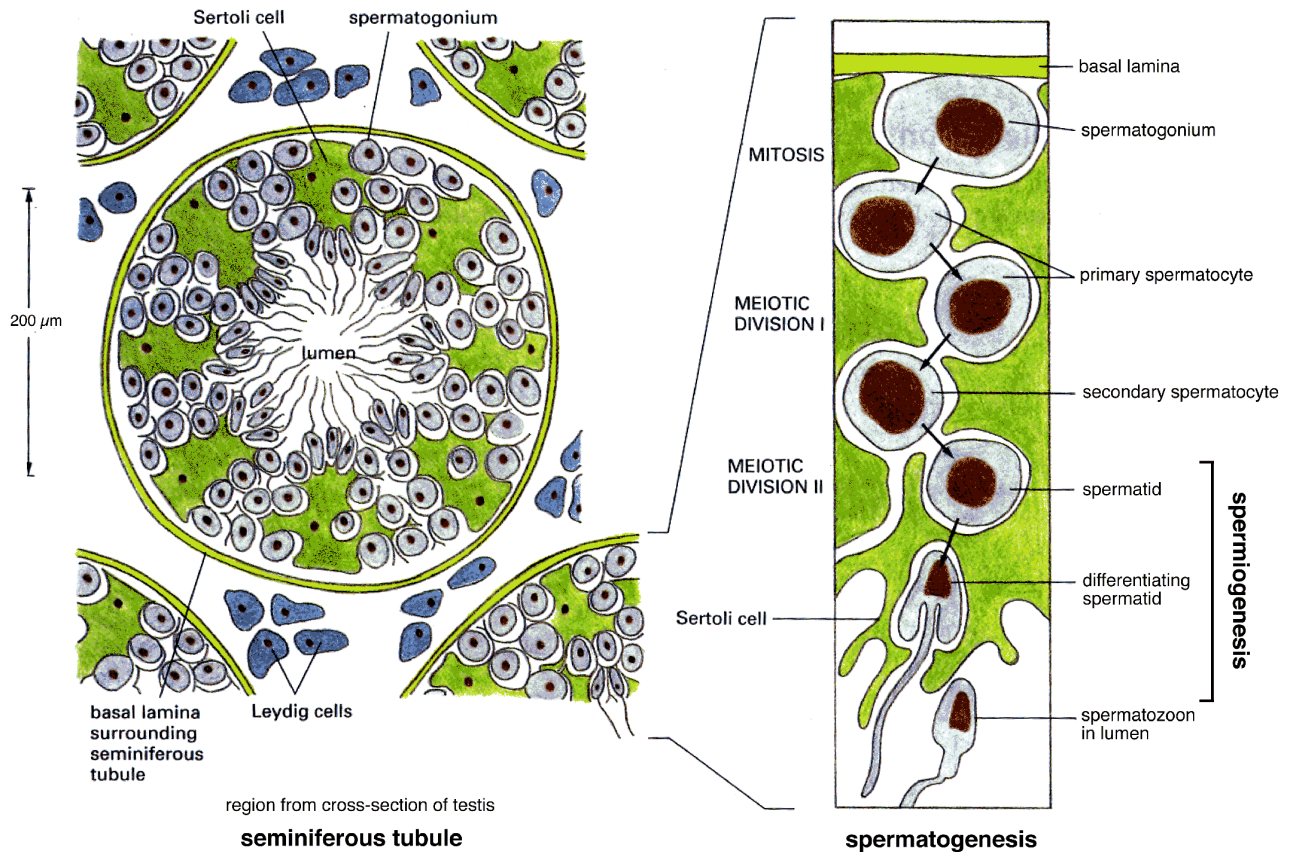 Sertoli cell
spermatogonium
200 µm
lumen
basal lamina
surrounding
seminiferous
tubule
Leydig cells
region from cross-section of testis
seminiferous tubule
basal lamina
spermatogonium
MITOSIS
primary spermatocyte
MEIOTIC
DIVISION I
secondary spermatocyte
MEIOTIC
DIVISION II
spermatid
differentiating
spermatid
Sertoli cell
spermatozoon
in lumen
spermiogenesis
spermatogenesis